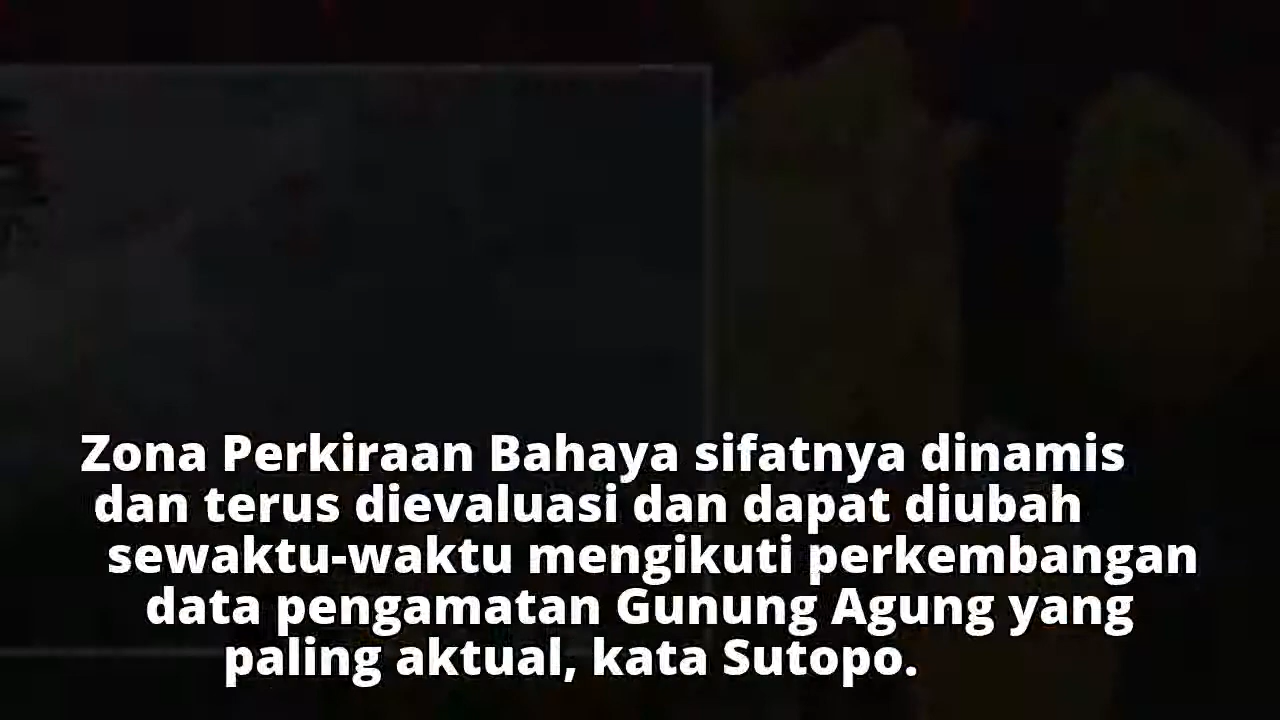 Zona Perkiraan Bahaya sifatnya dinamis
dan terus dievaluasi dan dapat diubah
sewaktu-waktu mengikuti perkembangan
data pengamatan Gunung Agung yang
paling aktual, kata Sutopo.